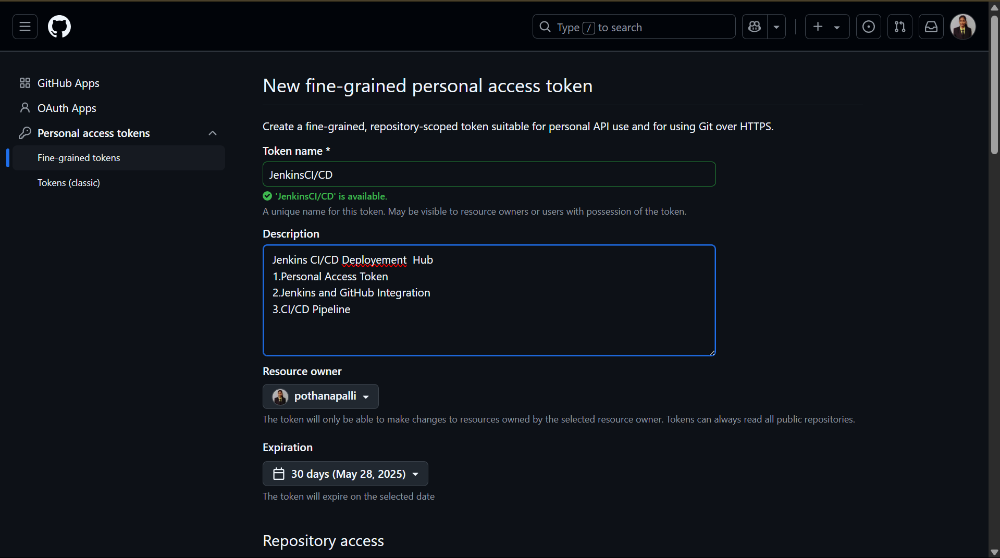 Type / to search
GitHub Apps
OAuth Apps
Personal access tokens
Fine-grained tokens
Tokens (classic)
New fine-grained personal access token
Create a fine-grained, repository-scoped token suitable for personal API use and for using Git over HTTPS.
Token name *
JenkinsCI/CD
'JenkinsCI/CD' is available.
A unique name for this token. May be visible to resource owners or users with possession of the token.
Description
Jenkins CI/CD Deployement  Hub
1.Personal Access Token
2.Jenkins and GitHub Integration
3.CI/CD Pipeline
Resource owner
pothanapalli
The token will only be able to make changes to resources owned by the selected resource owner. Tokens can always read all public repositories.
Expiration
30 days (May 28, 2025)
The token will expire on the selected date
Repository access